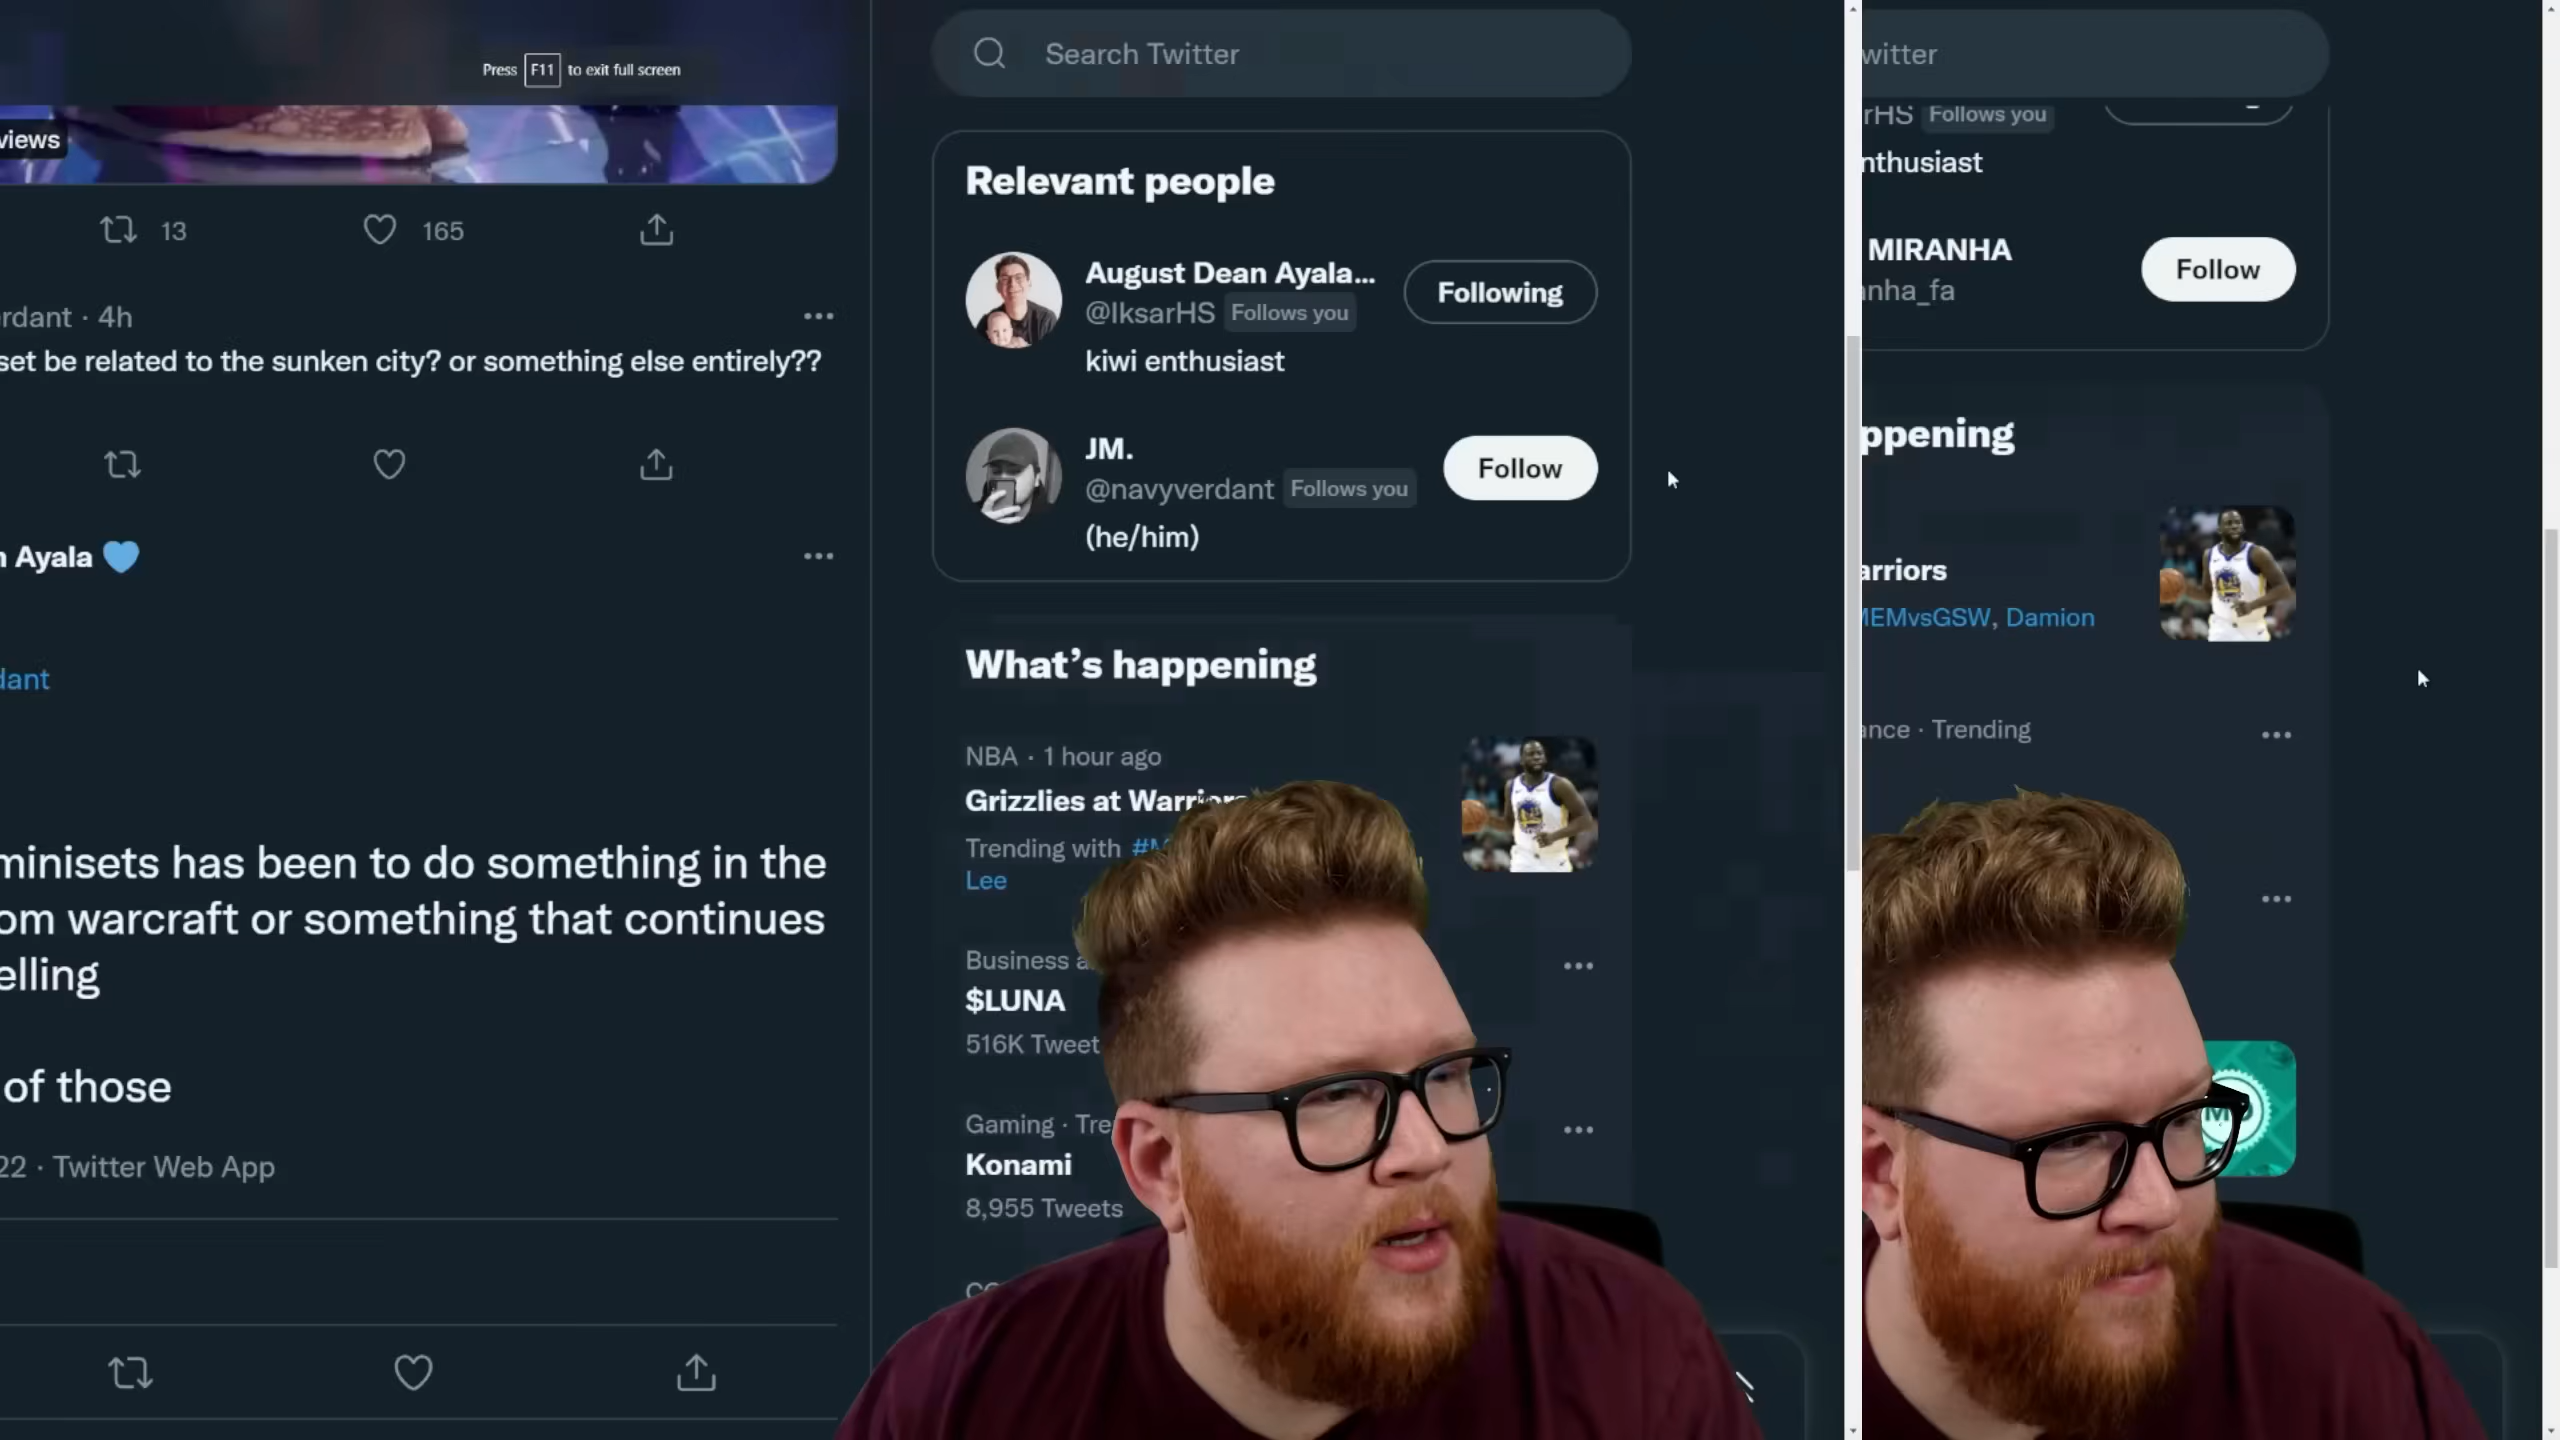 Press F11 to exit full screen
views
13
165
erdant · 4h
set be related to the sunken city? or something else entirely??
n Ayala
dant
minisets has been to do something in the
om warcraft or something that continues
elling
of those
22 · Twitter Web App
Search Twitter
Relevant people
August Dean Ayala...
@IksarHS Follows you
Following
kiwi enthusiast
JM.
@navyverdant Follows you
Follow
(he/him)
What's happening
NBA · 1 hour ago
Grizzlies at Warriors
Trending with #M
Lee
Business a
$LUNA
516K Tweet
Gaming · Tre
Konami
8,955 Tweets
witter
rHS Follows you
nthusiast
MIRANHA
anha_fa
Follow
ppening
arriors
MEMvsGSW, Damion
ance · Trending